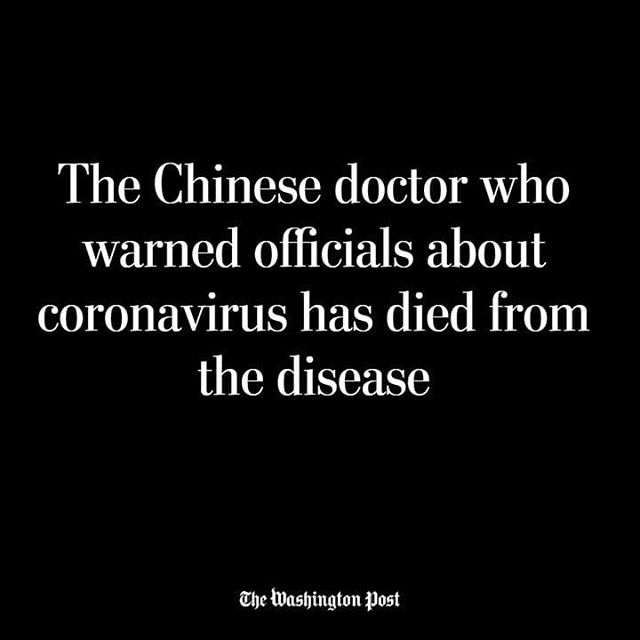 The Chinese doctor who
warned officials about
coronavirus has died from
the disease
The Washington Post